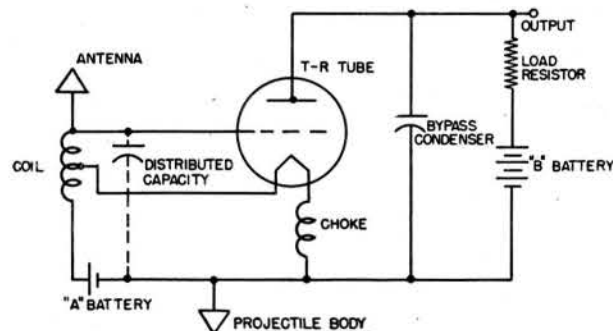 OUTPUT
ANTENNA
T-R TUBE
LOAD
RESISTOR
COIL
DISTRIBUTED
CAPACITY
BYPASS
CONDENSER
"B"
BATTERY
CHOKE
"A" BATTERY
PROJECTILE BODY